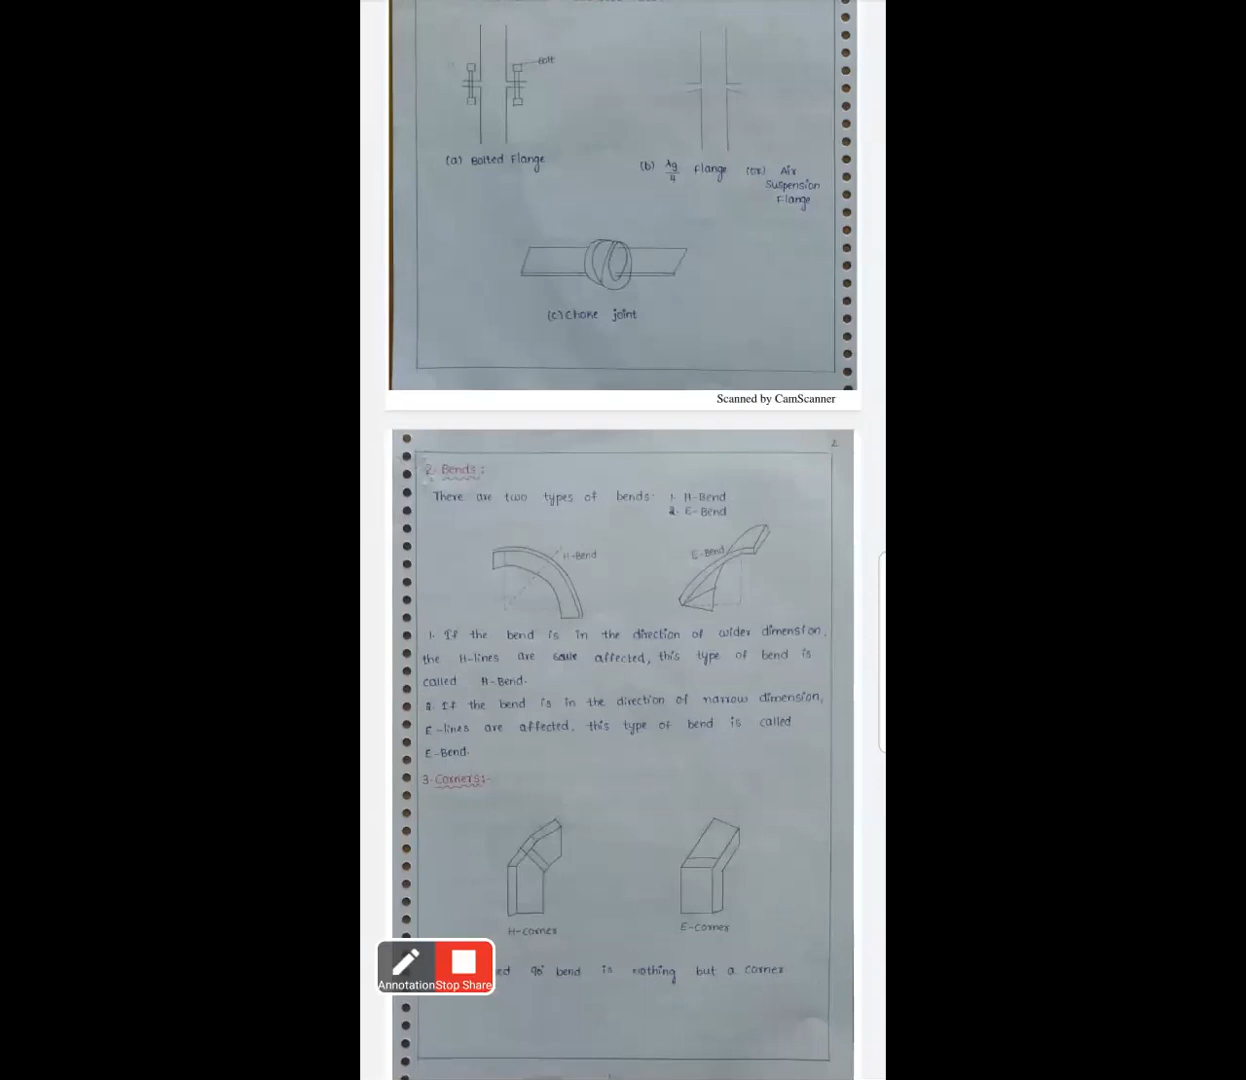 Bolt
(a) Bolted Flange
(b) λg/4 Flange (or) Air
Suspension
Flange
(c) Choke joint
Scanned by CamScanner
2
2. Bends:
There are two types of bends: 1. H-Bend
2. E-Bend
H-Bend
E-Bend
1. If the bend is in the direction of wider dimension,
the H-lines are affected, this type of bend is
called H-Bend.
2. If the bend is in the direction of narrow dimension,
E-lines are affected, this type of bend is called
E-Bend.
3. Corners:-
H-corner
E-corner
90° bend is nothing but a corner
Annotation
Stop Share